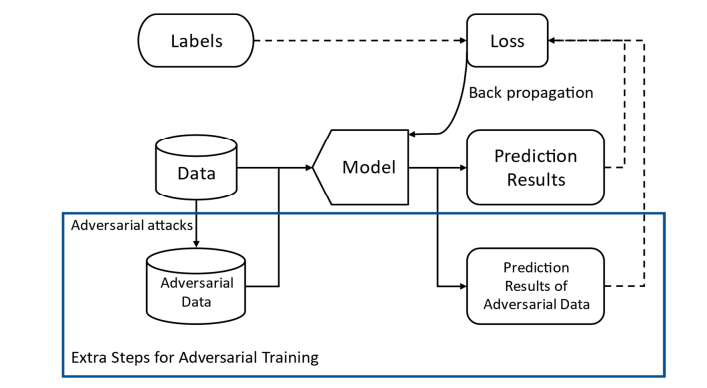 Labels
Loss
Back propagation
Data
Model
Prediction
Results
Adversarial attacks
Adversarial
Data
Prediction
Results of
Adversarial Data
Extra Steps for Adversarial Training